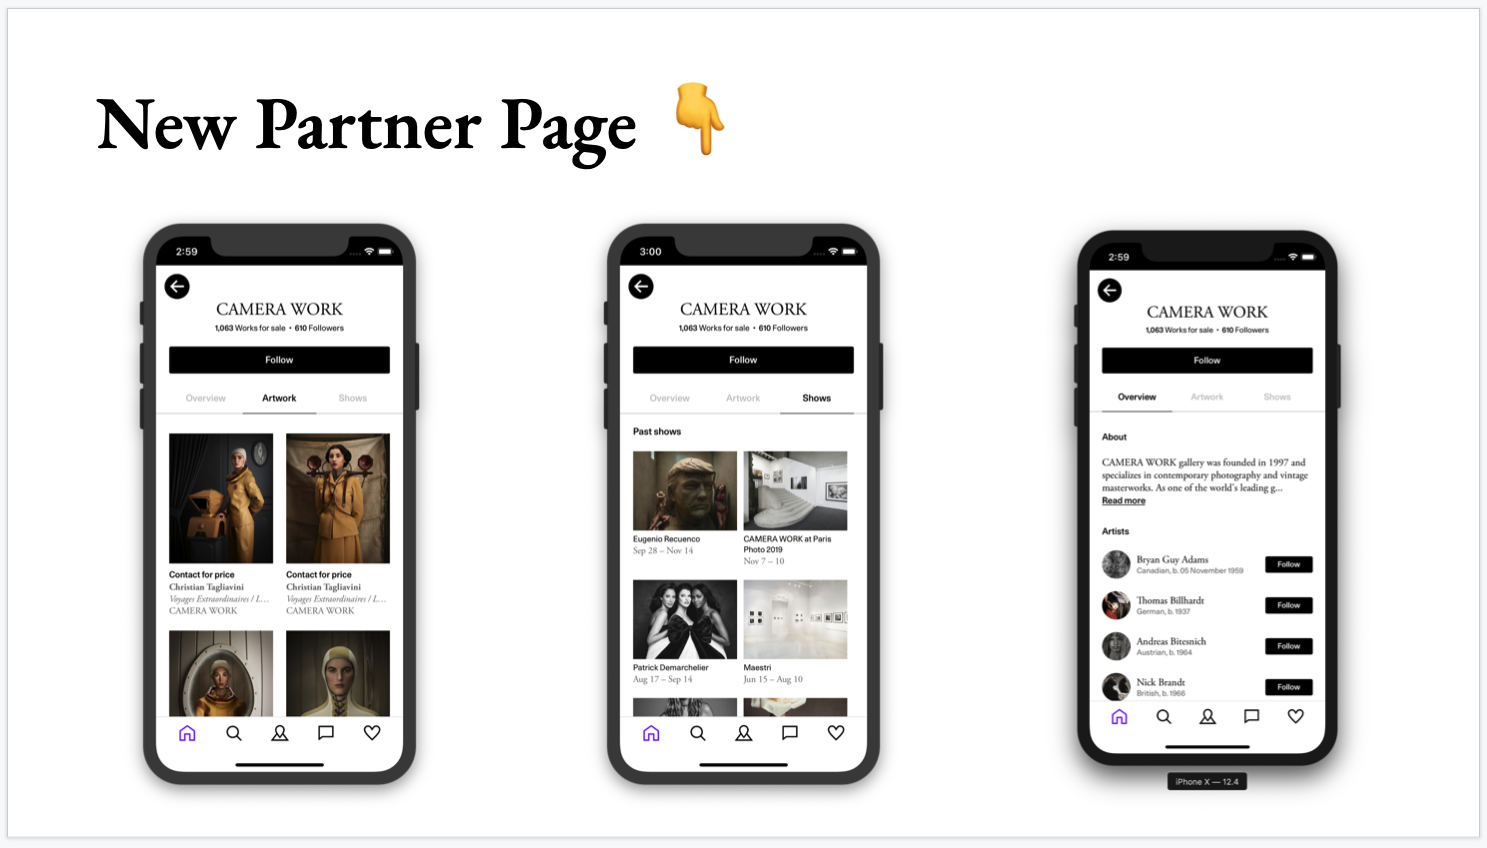 New Partner Page 👇
2:59
CAMERA WORK
1,063 Works for sale • 610 Followers
Follow
Overview Artwork Shows
Contact for price
Christian Tagliavini
Voyages Extraordinaires / L...
CAMERA WORK
Contact for price
Christian Tagliavini
Voyages Extraordinaires / L...
CAMERA WORK
3:00
CAMERA WORK
1,063 Works for sale • 610 Followers
Follow
Overview Artwork Shows
Past shows
Eugenio Recuenco
Sep 28 – Nov 14
CAMERA WORK at Paris
Photo 2019
Nov 7 – 10
Patrick Demarchelier
Aug 17 – Sep 14
Maestri
Jun 15 – Aug 10
2:59
CAMERA WORK
1,063 Works for sale • 610 Followers
Follow
Overview Artwork Shows
About
CAMERA WORK gallery was founded in 1997 and
specializes in contemporary photography and vintage
masterworks. As one of the world's leading g...
Read more
Artists
Bryan Guy Adams
Canadian, b. 05 November 1959
Follow
Thomas Billhardt
German, b. 1937
Follow
Andreas Bitesnich
Austrian, b. 1964
Follow
Nick Brandt
British, b. 1966
Follow
iPhone X — 12.4